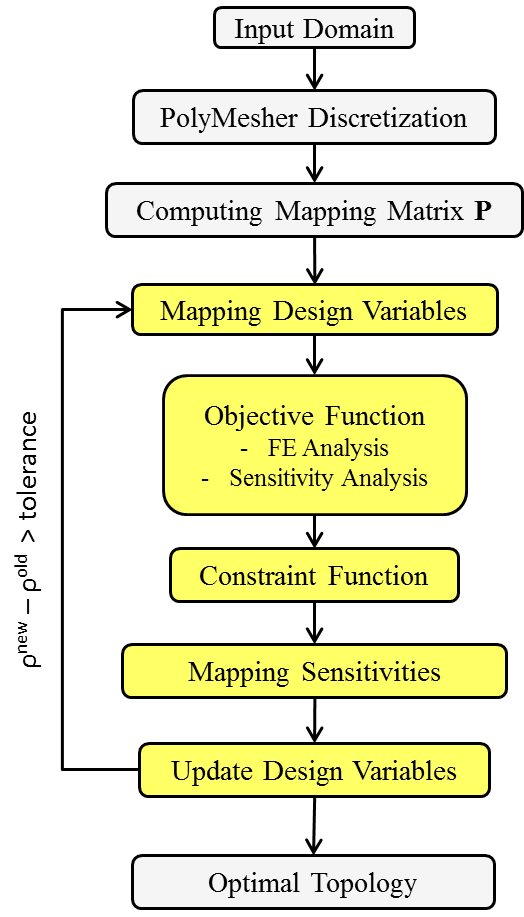 Input Domain
PolyMesher Discretization
Computing Mapping Matrix P
Mapping Design Variables
Objective Function
- FE Analysis
- Sensitivity Analysis
Constraint Function
Mapping Sensitivities
Update Design Variables
Optimal Topology
ρⁿᵉʷ – ρᵒˡᵈ > tolerance